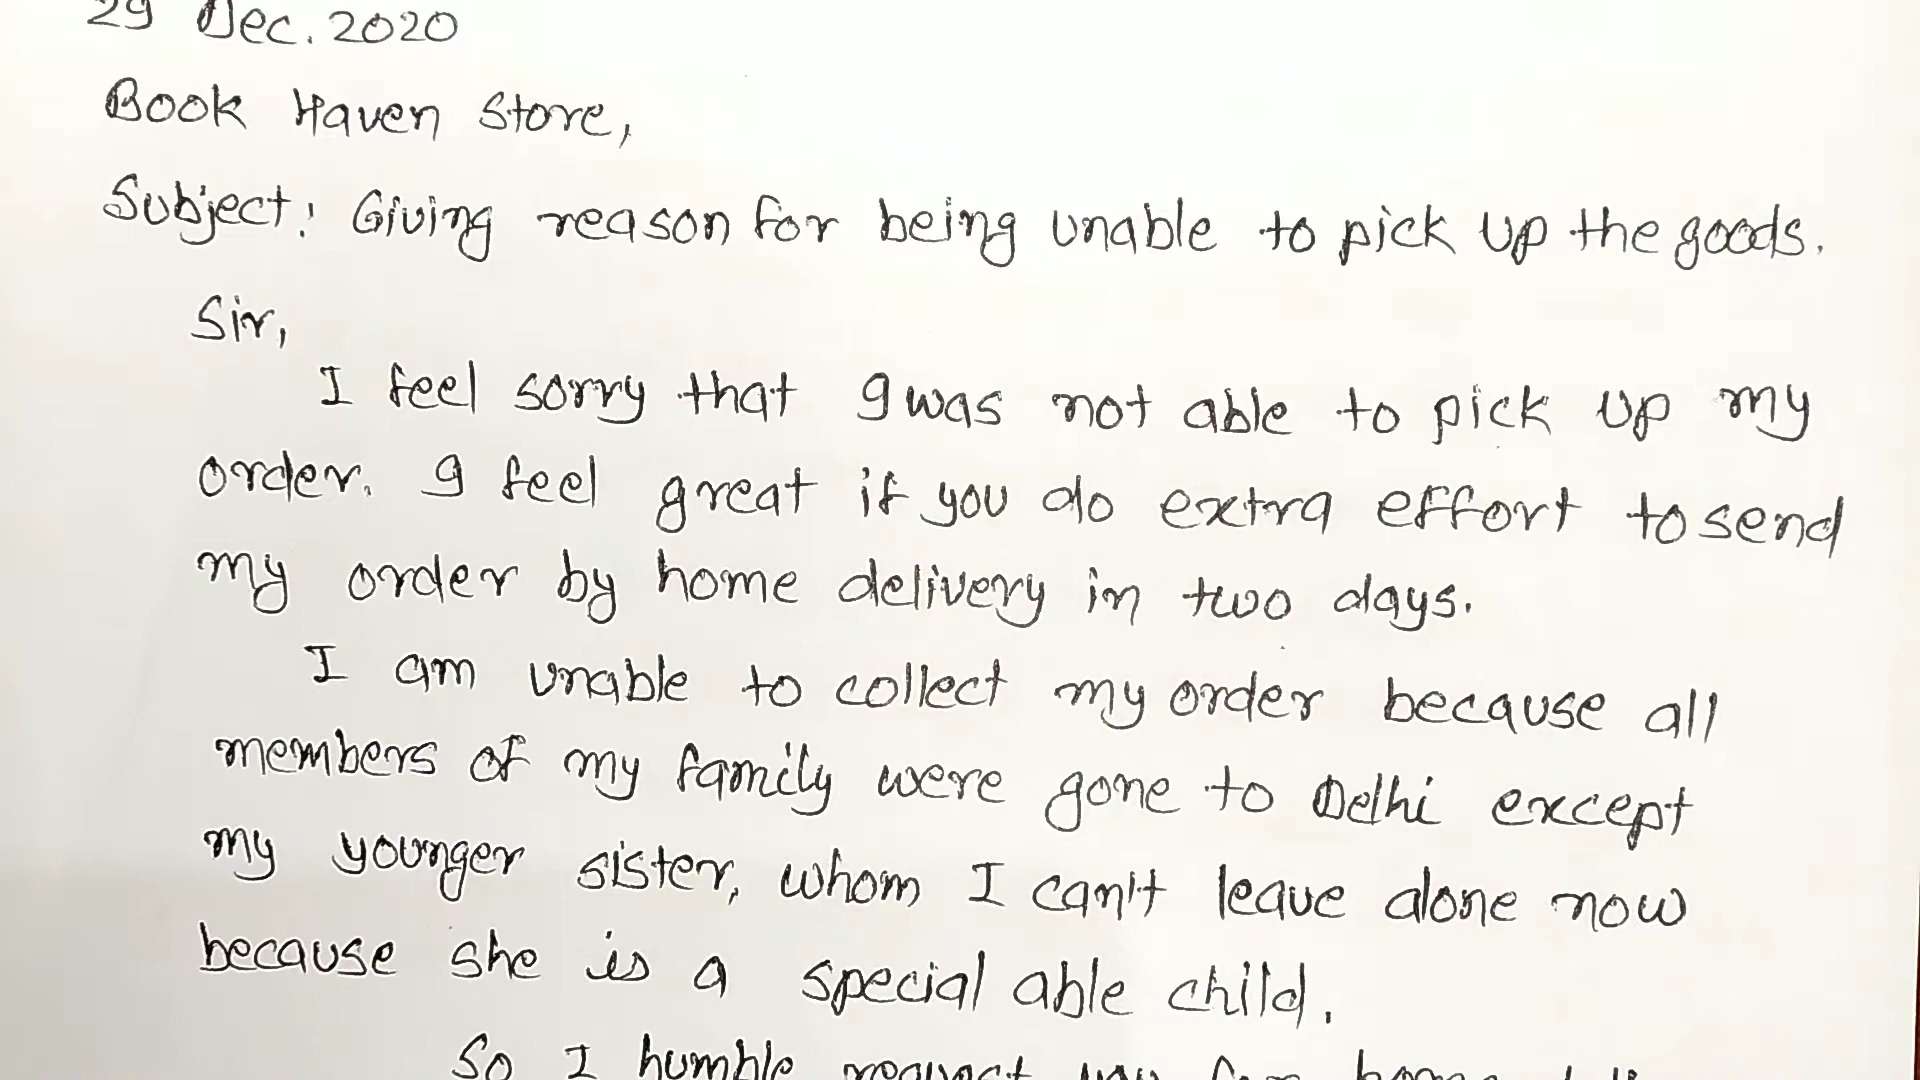 29 Dec. 2020
Book Haven Store,
Subject: Giving reason for being unable to pick up the goods.
Sir,
I feel sorry that I was not able to pick up my
order. I feel great if you do extra effort to send
my order by home delivery in two days.
I am unable to collect my order because all
members of my family were gone to Delhi except
my younger sister, whom I can't leave alone now
because she is a special able child.
So I humble request you for home